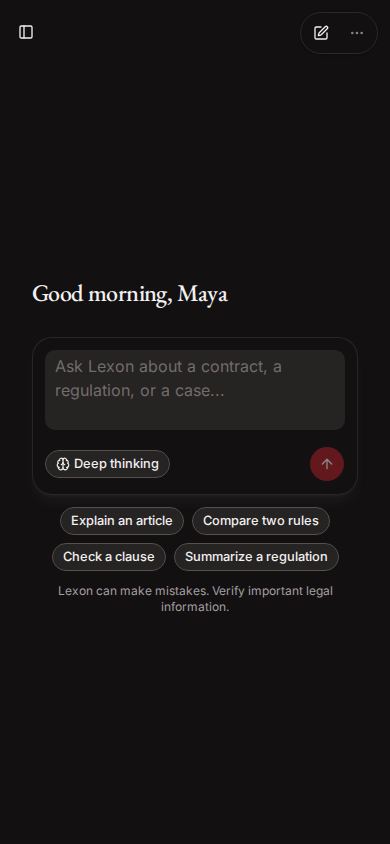 Good morning, Maya
Ask Lexon about a contract, a
regulation, or a case...
Deep thinking
Explain an article
Compare two rules
Check a clause
Summarize a regulation
Lexon can make mistakes. Verify important legal
information.